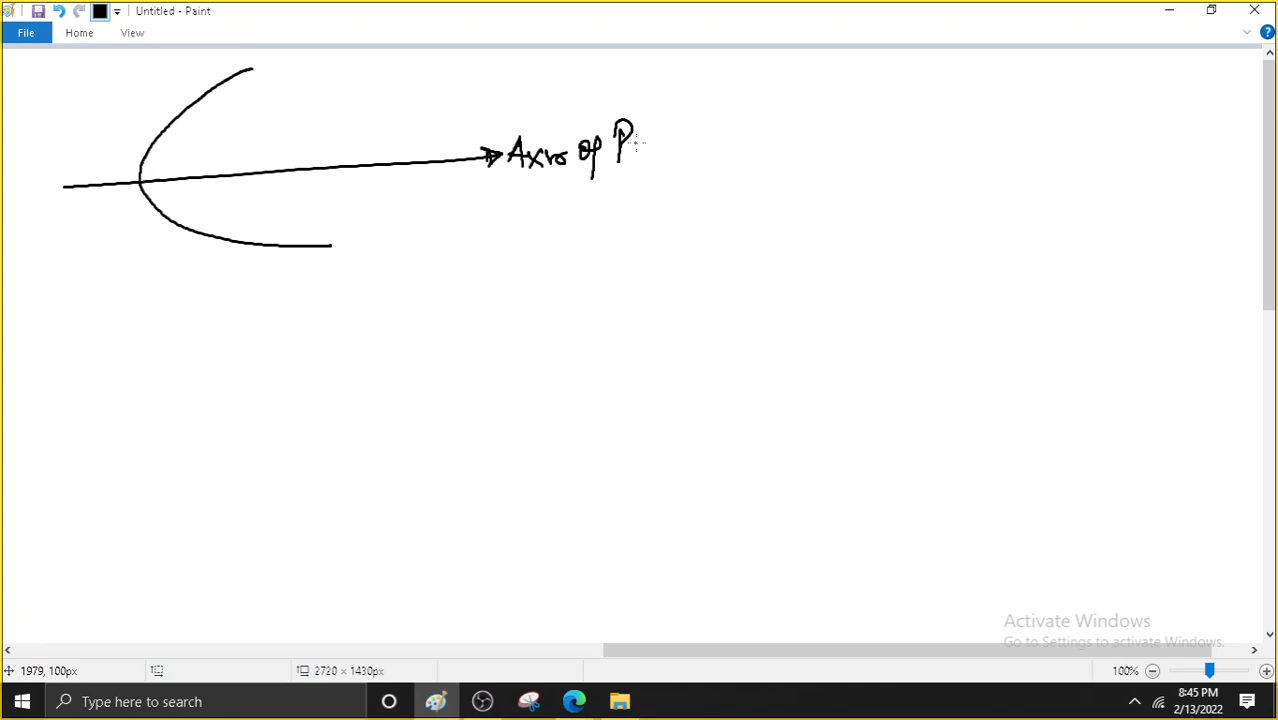 Untitled - Paint
File Home View
Axis of P
Activate Windows
Go to Settings to activate Windows.
1979, 100px 2720 × 1430px 100%
Type here to search
8:45 PM
2/13/2022